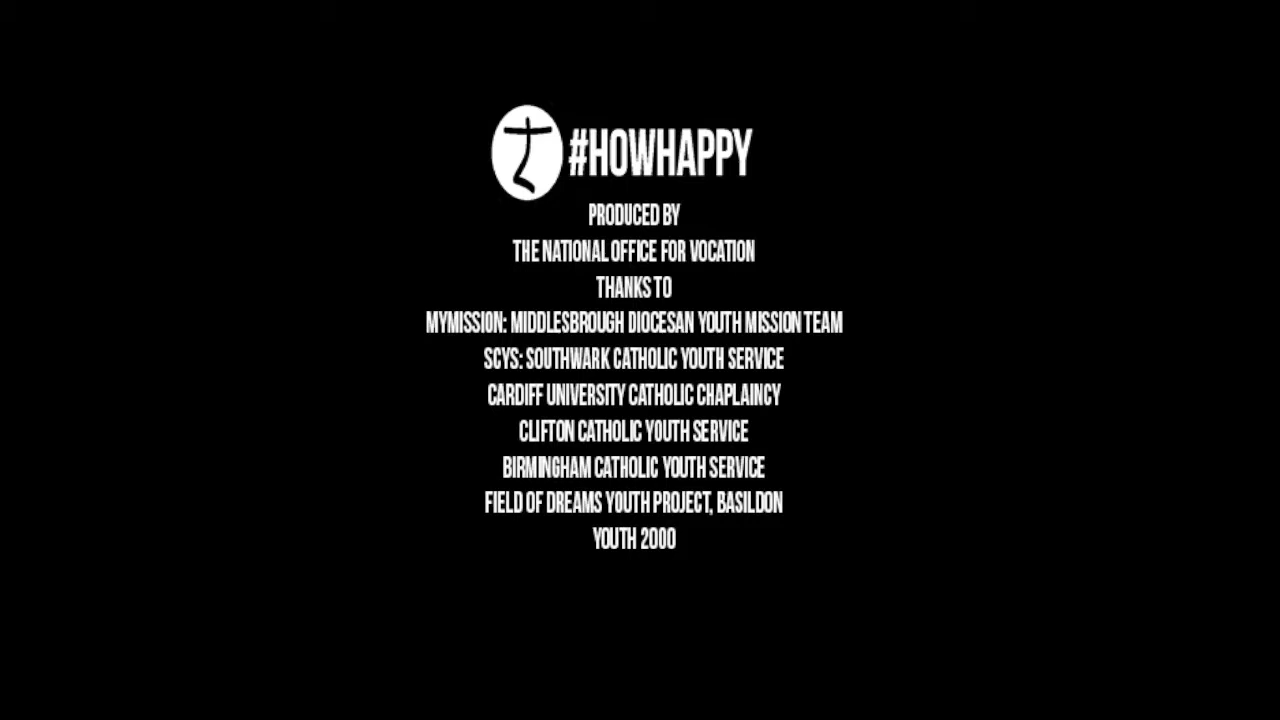 #HOWHAPPY
PRODUCED BY
THE NATIONAL OFFICE FOR VOCATION
THANKS TO
MYMISSION: MIDDLESBROUGH DIOCESAN YOUTH MISSION TEAM
SCYS: SOUTHWARK CATHOLIC YOUTH SERVICE
CARDIFF UNIVERSITY CATHOLIC CHAPLAINCY
CLIFTON CATHOLIC YOUTH SERVICE
BIRMINGHAM CATHOLIC YOUTH SERVICE
FIELD OF DREAMS YOUTH PROJECT, BASILDON
YOUTH 2000